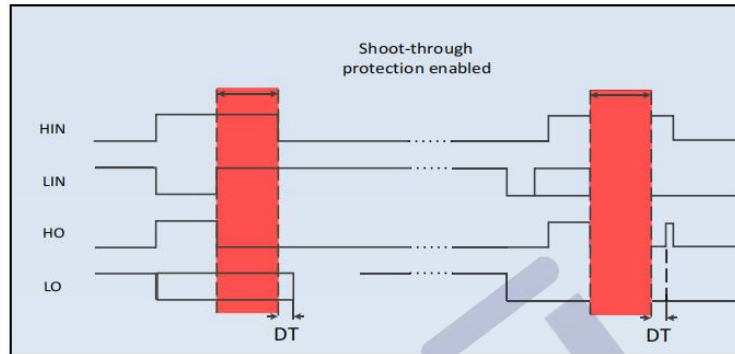 Shoot-through
protection enabled
HIN
LIN
HO
LO
DT
DT